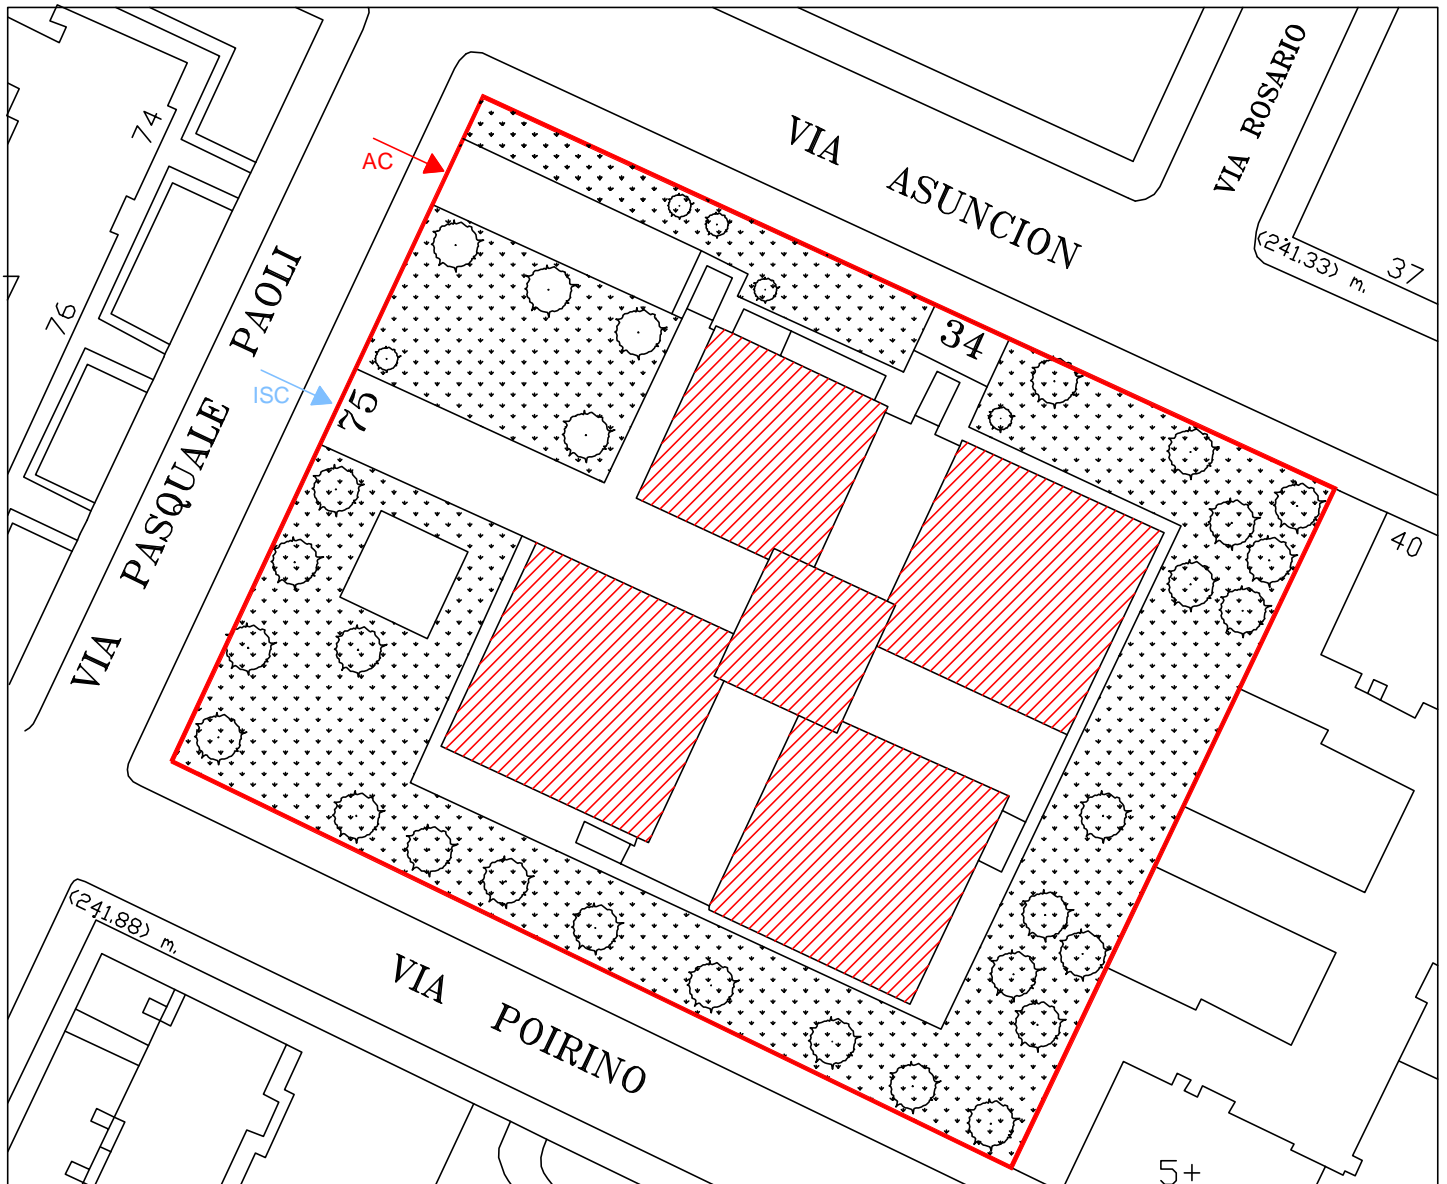 VIA ROSARIO
VIA ASUNCION
74
AC
(241.33) m.
37
VIA PASQUALE PAOLI
76
34
ISC
75
40
(241.88) m.
VIA POIRINO
5+